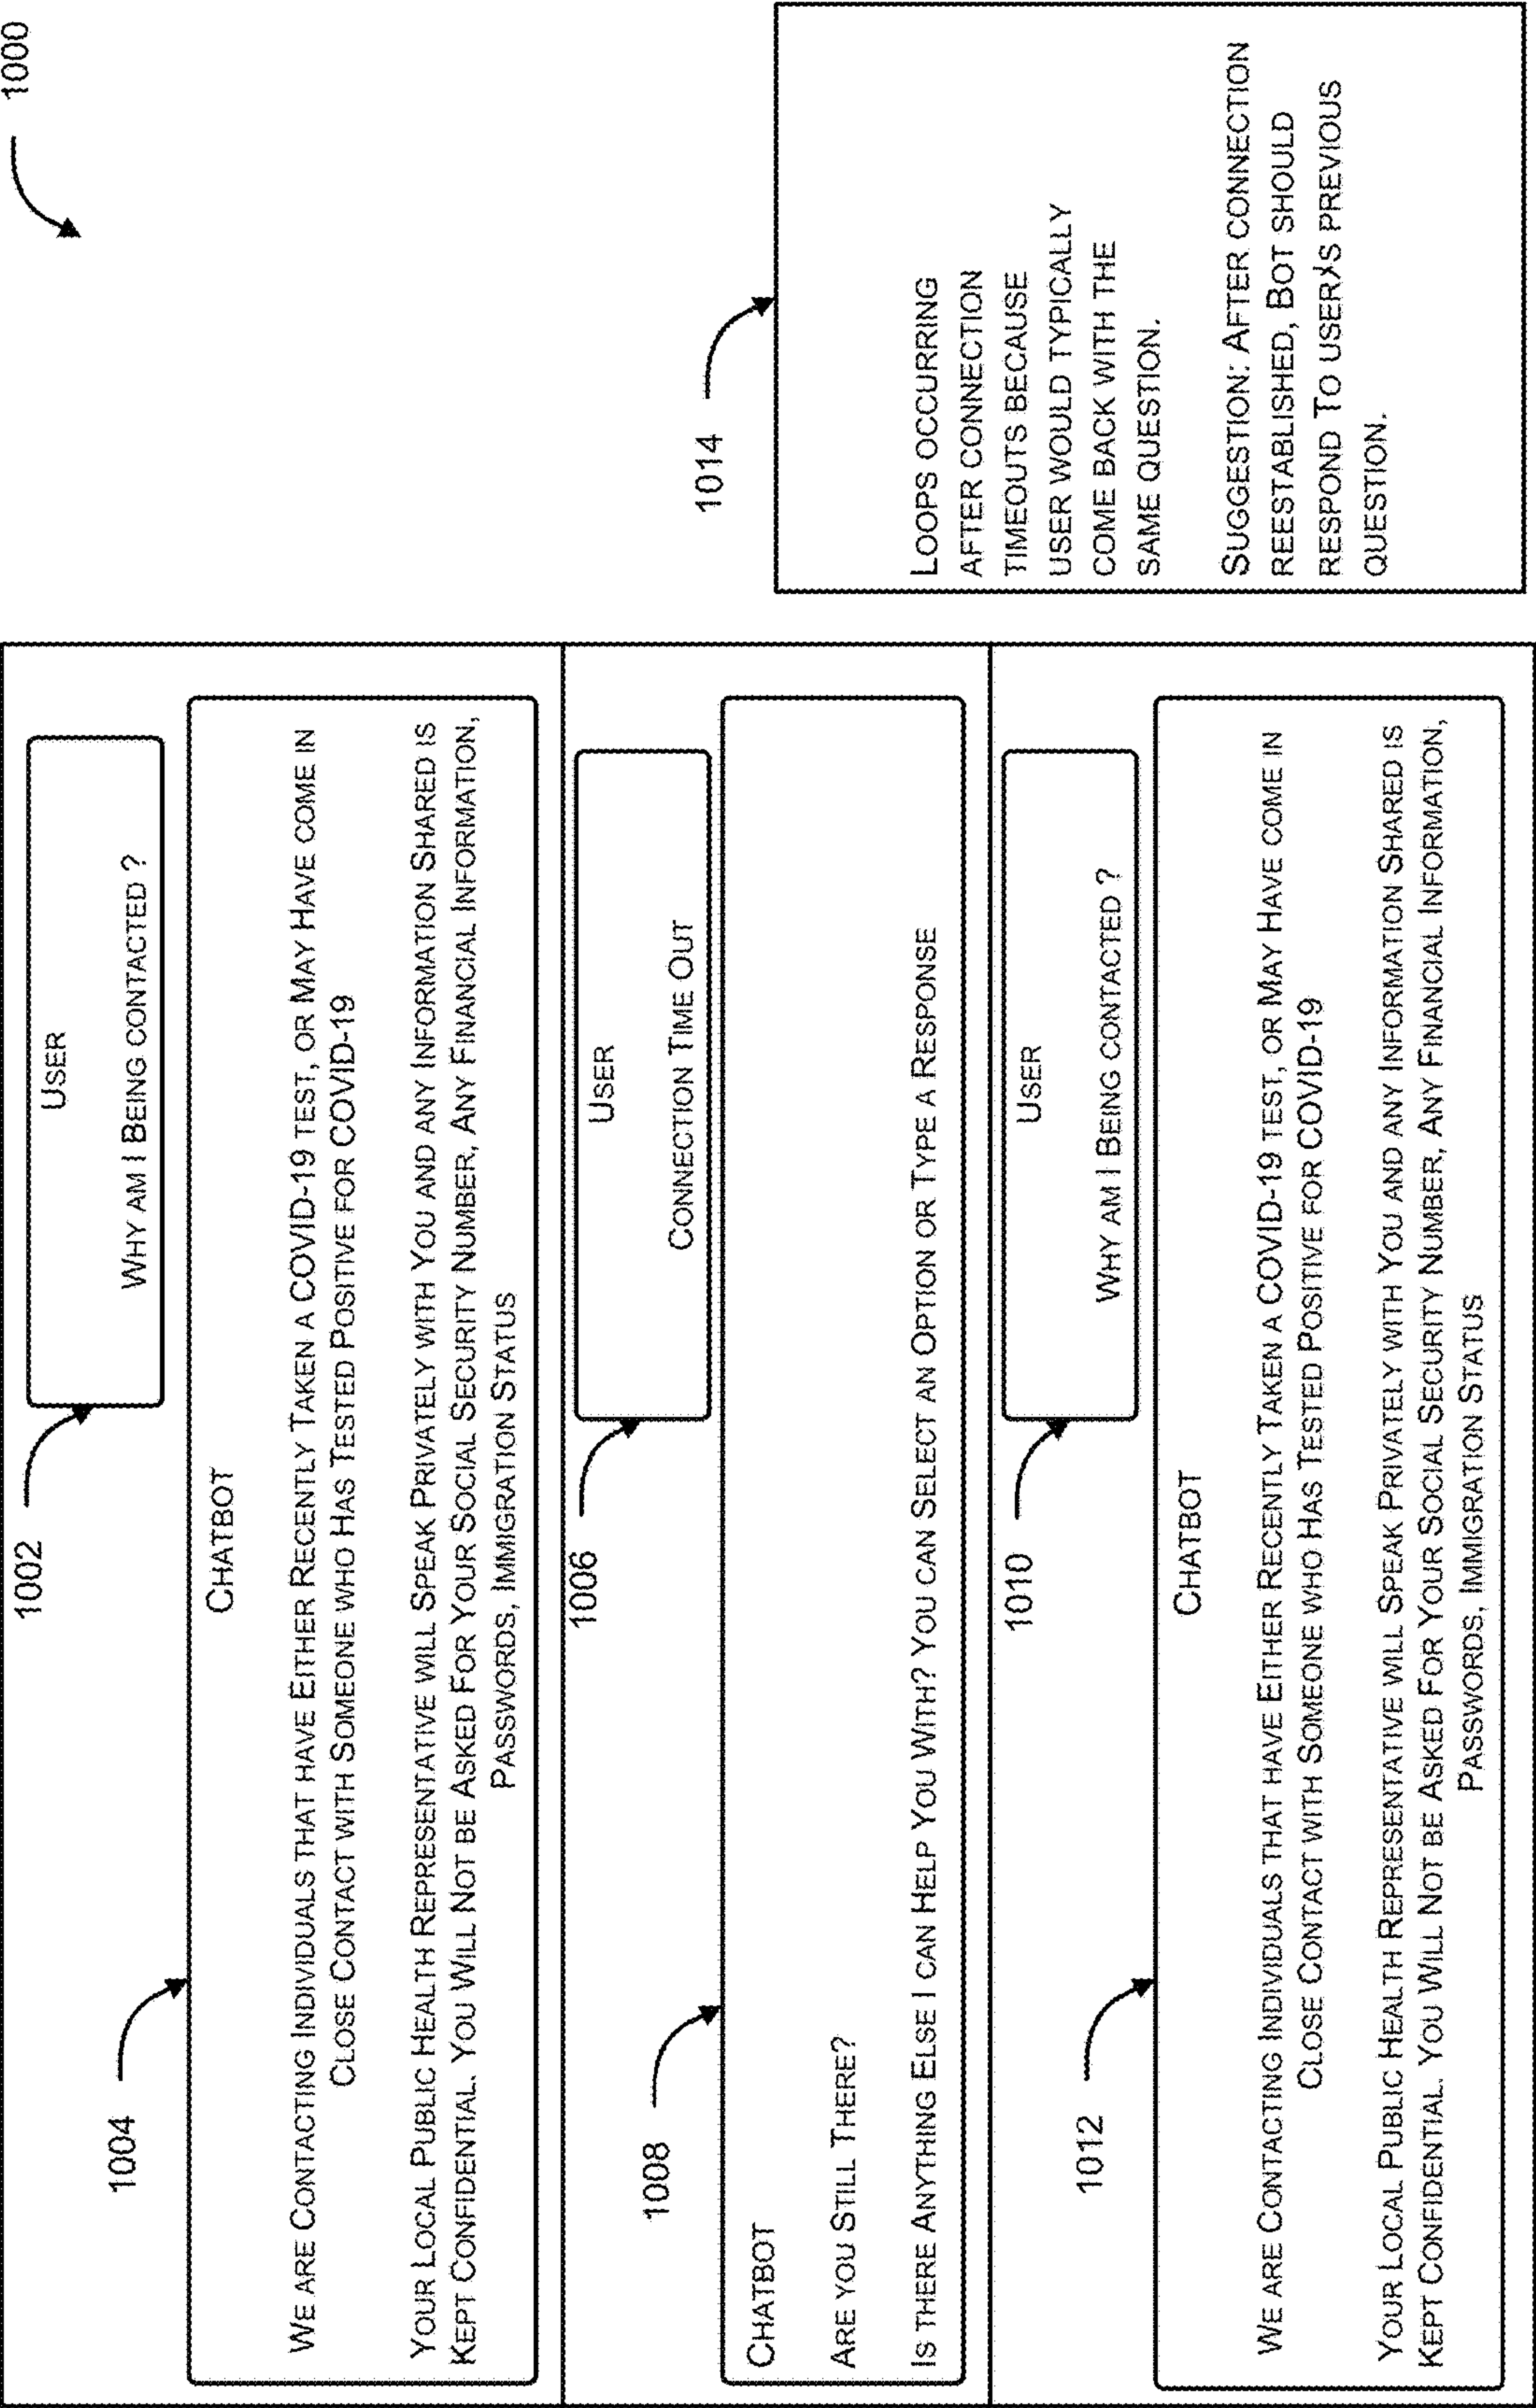 1000
1002
USER
WHY AM I BEING CONTACTED ?
1004
CHATBOT
WE ARE CONTACTING INDIVIDUALS THAT HAVE EITHER RECENTLY TAKEN A COVID-19 TEST, OR MAY HAVE COME IN
CLOSE CONTACT WITH SOMEONE WHO HAS TESTED POSITIVE FOR COVID-19
YOUR LOCAL PUBLIC HEALTH REPRESENTATIVE WILL SPEAK PRIVATELY WITH YOU AND ANY INFORMATION SHARED IS
KEPT CONFIDENTIAL. YOU WILL NOT BE ASKED FOR YOUR SOCIAL SECURITY NUMBER, ANY FINANCIAL INFORMATION,
PASSWORDS, IMMIGRATION STATUS
1006
USER
CONNECTION TIME OUT
1008
CHATBOT
ARE YOU STILL THERE?
IS THERE ANYTHING ELSE I CAN HELP YOU WITH? YOU CAN SELECT AN OPTION OR TYPE A RESPONSE
1010
USER
WHY AM I BEING CONTACTED ?
1012
CHATBOT
WE ARE CONTACTING INDIVIDUALS THAT HAVE EITHER RECENTLY TAKEN A COVID-19 TEST, OR MAY HAVE COME IN
CLOSE CONTACT WITH SOMEONE WHO HAS TESTED POSITIVE FOR COVID-19
YOUR LOCAL PUBLIC HEALTH REPRESENTATIVE WILL SPEAK PRIVATELY WITH YOU AND ANY INFORMATION SHARED IS
KEPT CONFIDENTIAL. YOU WILL NOT BE ASKED FOR YOUR SOCIAL SECURITY NUMBER, ANY FINANCIAL INFORMATION,
PASSWORDS, IMMIGRATION STATUS
1014
LOOPS OCCURRING
AFTER CONNECTION
TIMEOUTS BECAUSE
USER WOULD TYPICALLY
COME BACK WITH THE
SAME QUESTION.
SUGGESTION: AFTER CONNECTION
REESTABLISHED, BOT SHOULD
RESPOND TO USER'S PREVIOUS
QUESTION.